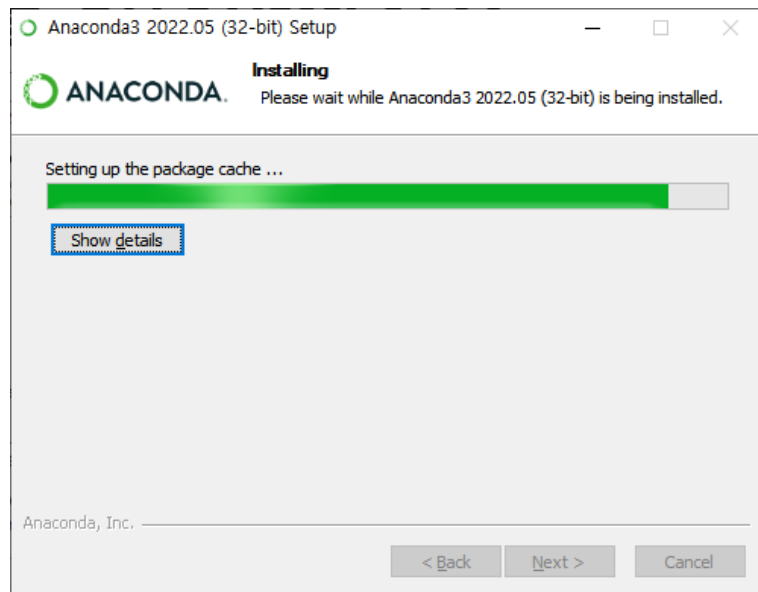 Anaconda3 2022.05 (32-bit) Setup
ANACONDA.
Installing
Please wait while Anaconda3 2022.05 (32-bit) is being installed.
Setting up the package cache ...
Show details
Anaconda, Inc.
< Back
Next >
Cancel